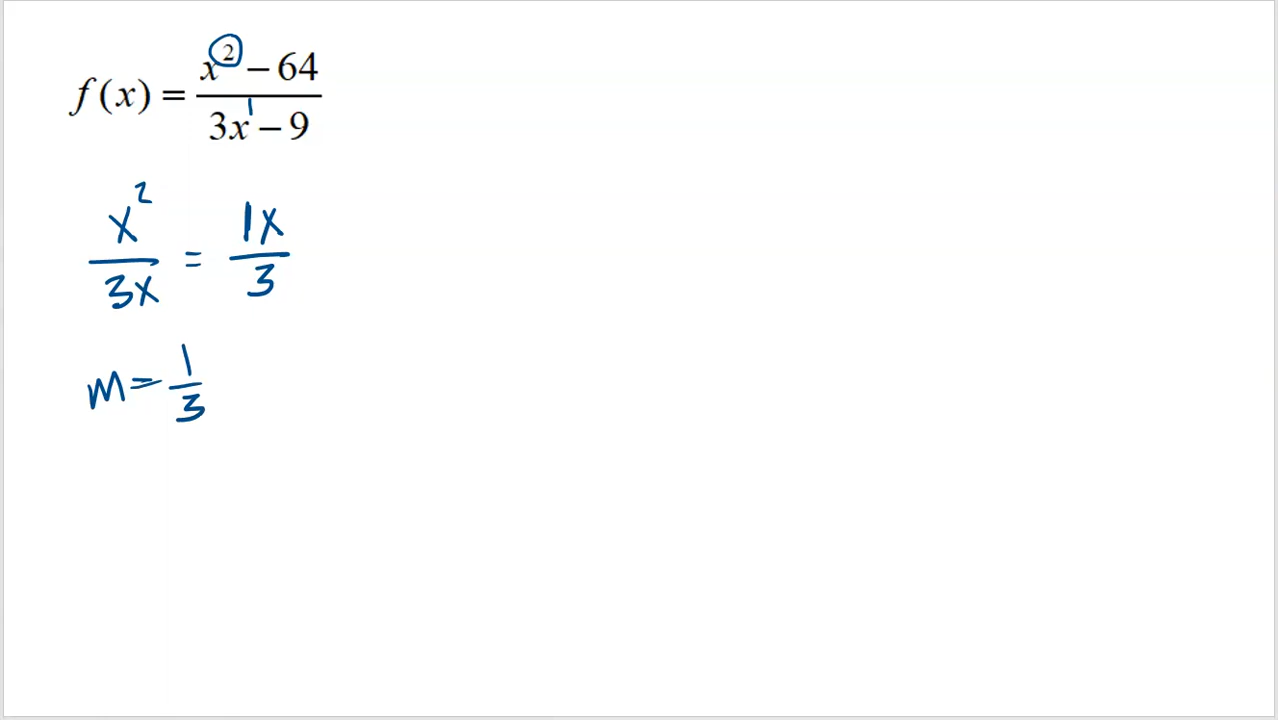 f(x) = (x² − 64)/(3x¹ − 9)
x²/3x = 1x/3
m = 1/3